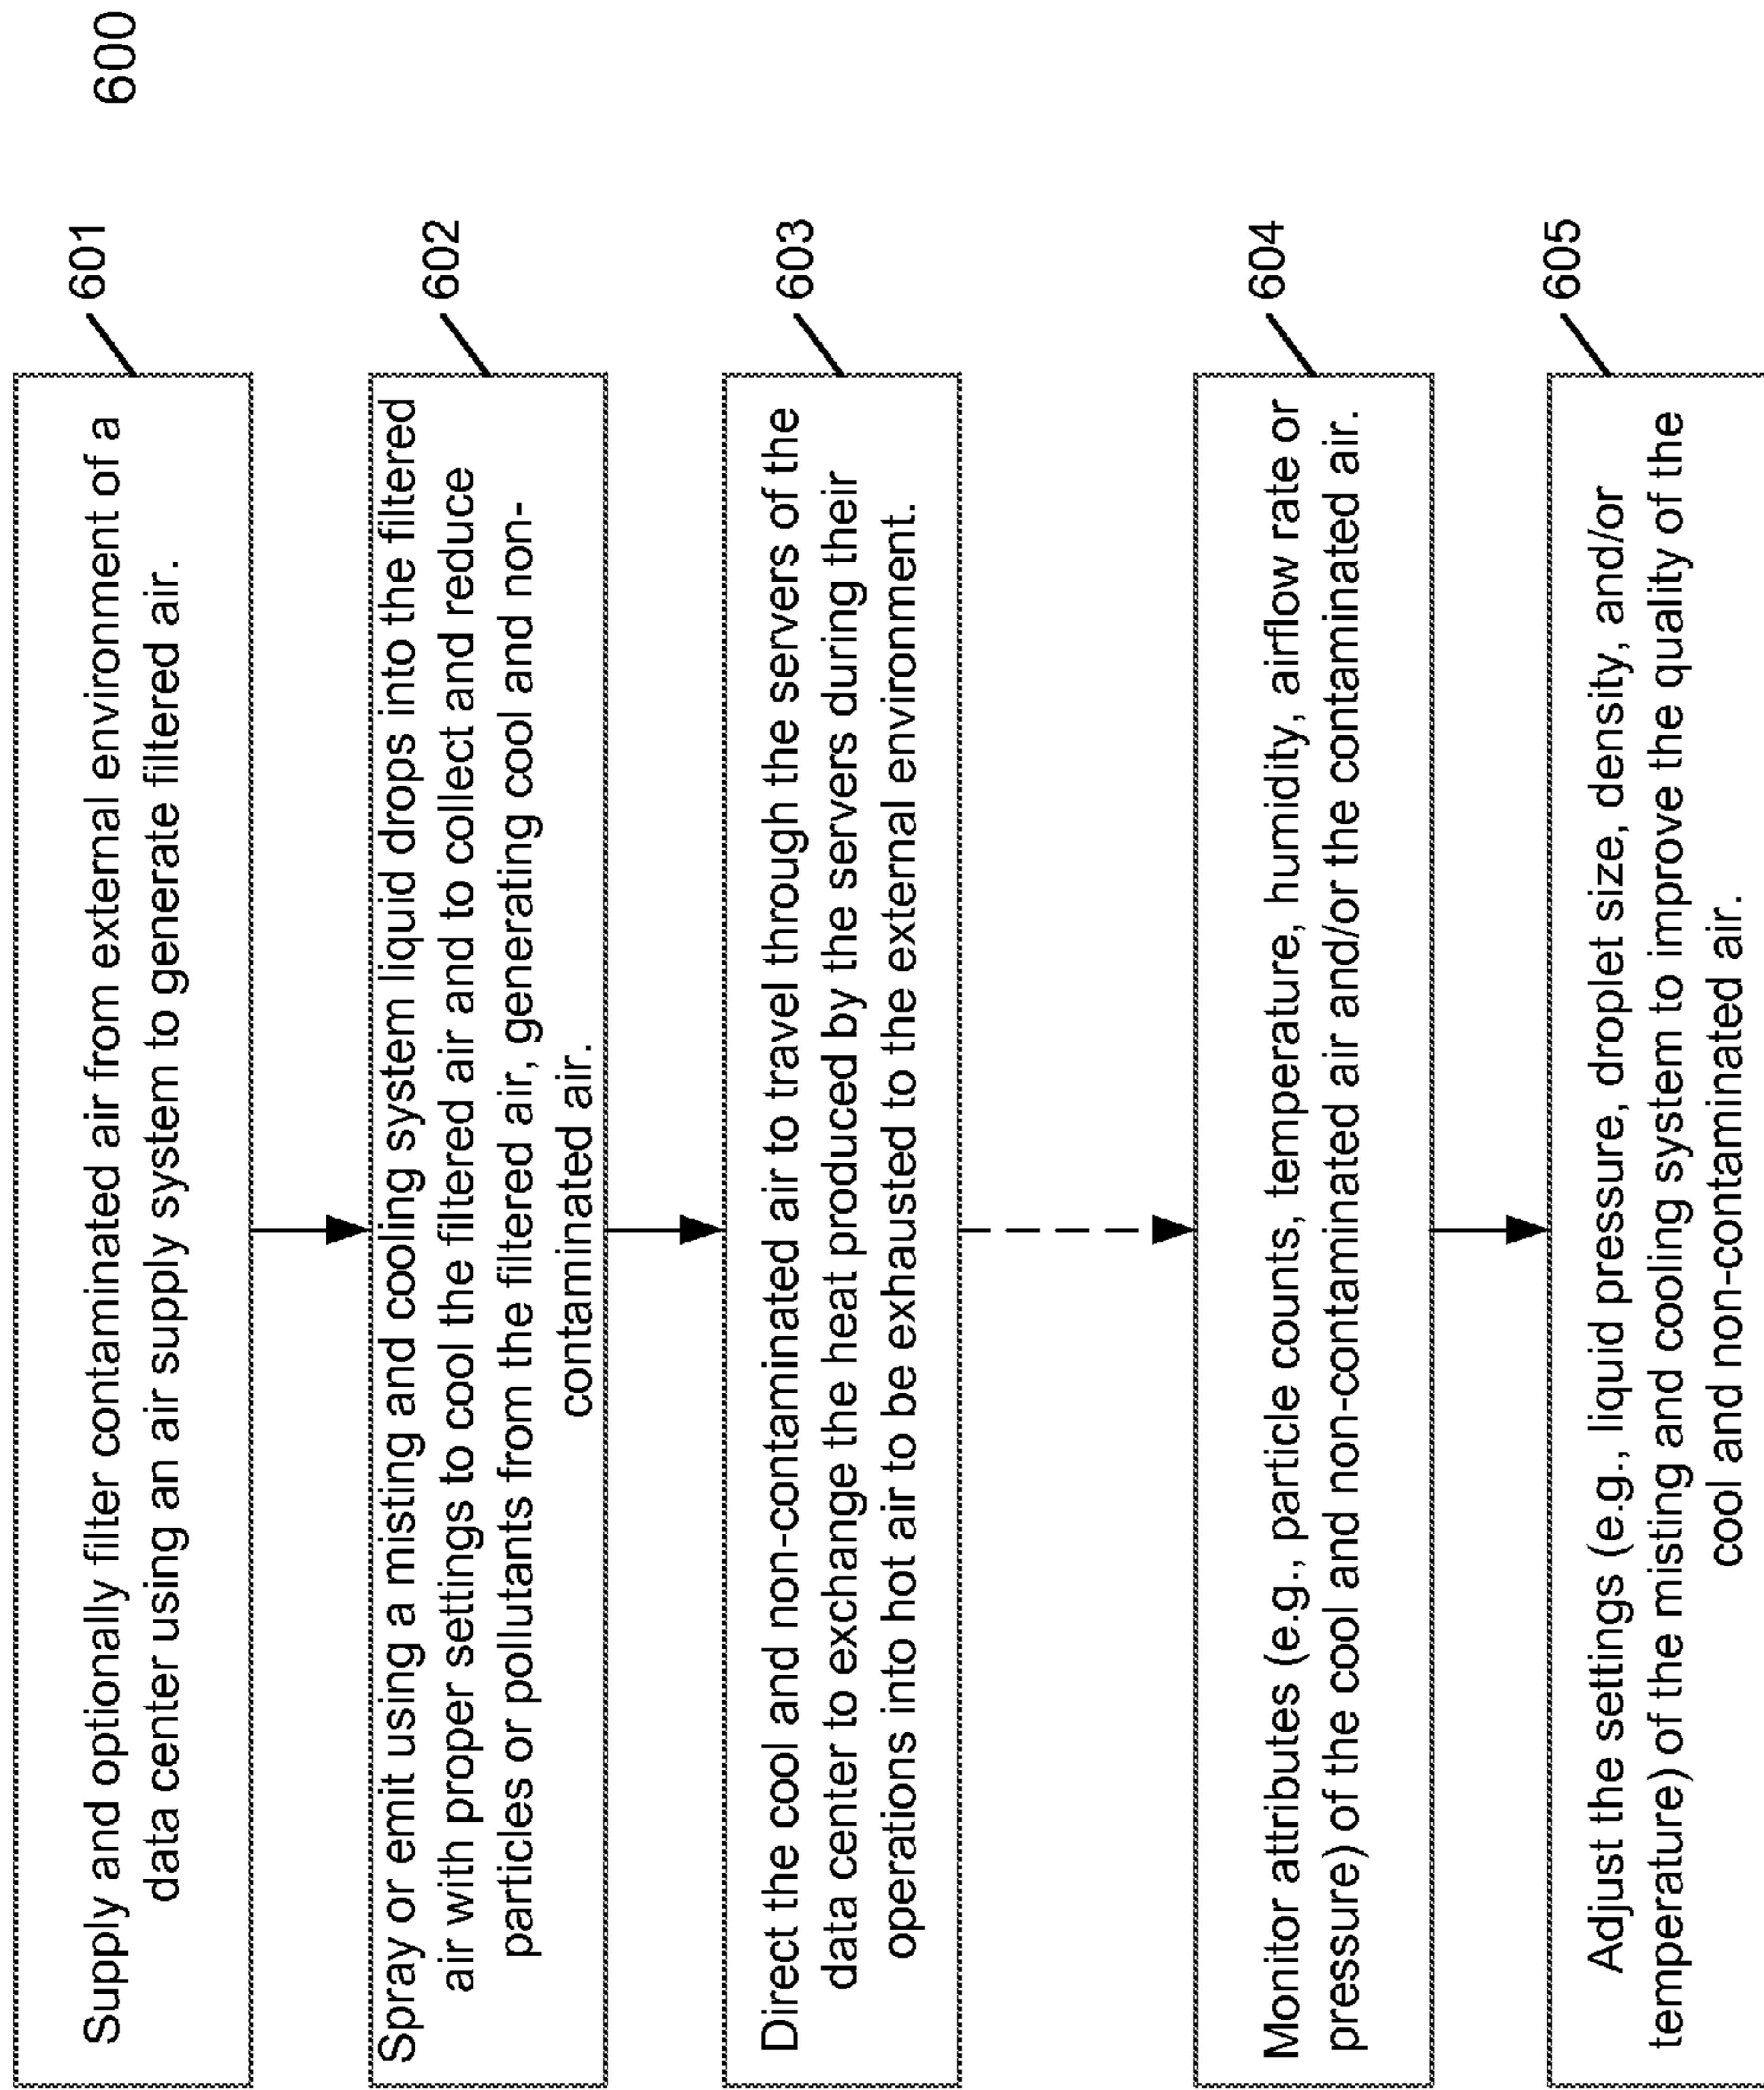 600
601
Supply and optionally filter contaminated air from external environment of a
data center using an air supply system to generate filtered air.
602
Spray or emit using a misting and cooling system liquid drops into the filtered
air with proper settings to cool the filtered air and to collect and reduce
particles or pollutants from the filtered air, generating cool and non-
contaminated air.
603
Direct the cool and non-contaminated air to travel through the servers of the
data center to exchange the heat produced by the servers during their
operations into hot air to be exhausted to the external environment.
604
Monitor attributes (e.g., particle counts, temperature, humidity, airflow rate or
pressure) of the cool and non-contaminated air and/or the contaminated air.
605
Adjust the settings (e.g., liquid pressure, droplet size, density, and/or
temperature) of the misting and cooling system to improve the quality of the
cool and non-contaminated air.